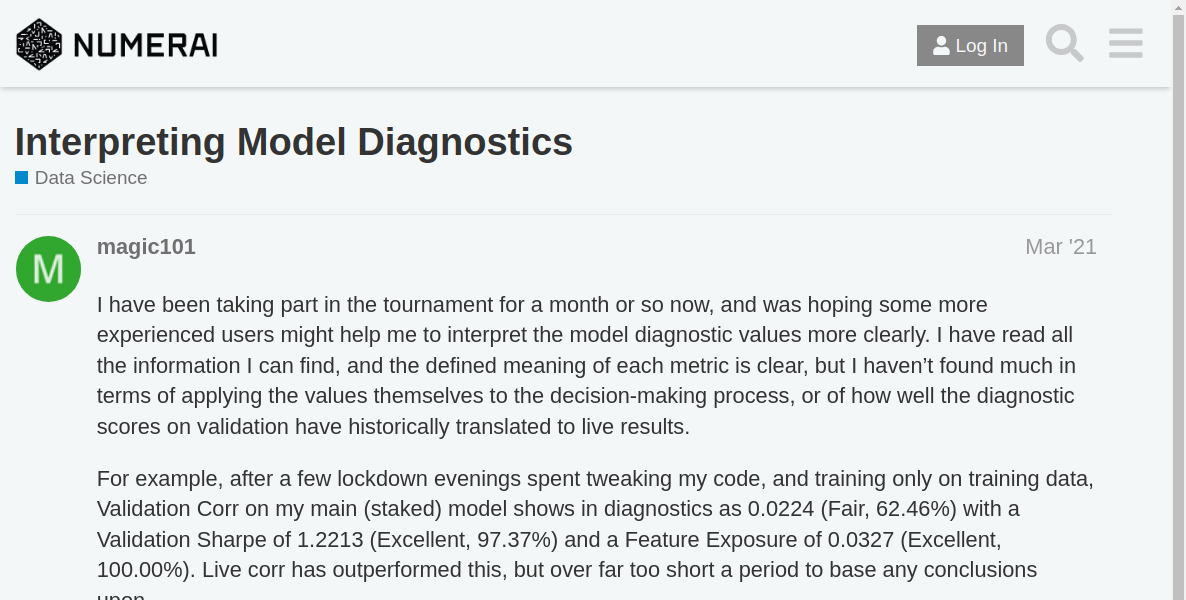 NUMERAI
Log In
Interpreting Model Diagnostics
Data Science
M
magic101
Mar '21
I have been taking part in the tournament for a month or so now, and was hoping some more
experienced users might help me to interpret the model diagnostic values more clearly. I have read all
the information I can find, and the defined meaning of each metric is clear, but I haven’t found much in
terms of applying the values themselves to the decision-making process, or of how well the diagnostic
scores on validation have historically translated to live results.
For example, after a few lockdown evenings spent tweaking my code, and training only on training data,
Validation Corr on my main (staked) model shows in diagnostics as 0.0224 (Fair, 62.46%) with a
Validation Sharpe of 1.2213 (Excellent, 97.37%) and a Feature Exposure of 0.0327 (Excellent,
100.00%). Live corr has outperformed this, but over far too short a period to base any conclusions
upon